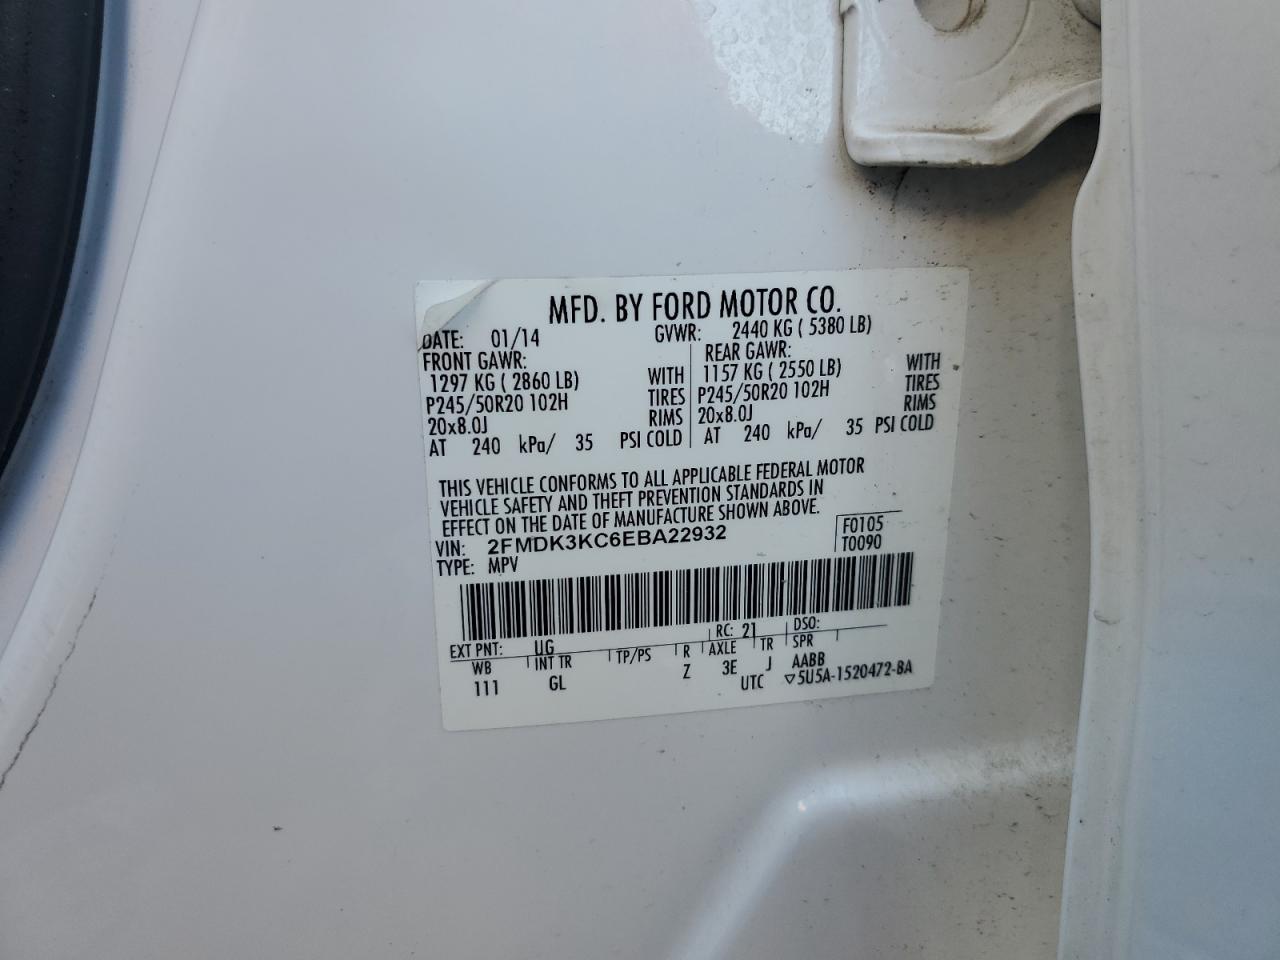 MFD. BY FORD MOTOR CO.
DATE: 01/14 GVWR: 2440 KG ( 5380 LB)
FRONT GAWR: REAR GAWR:
1297 KG ( 2860 LB) WITH 1157 KG ( 2550 LB) WITH
P245/50R20 102H TIRES P245/50R20 102H TIRES
20x8.0J RIMS 20x8.0J RIMS
AT 240 kPa/ 35 PSI COLD AT 240 kPa/ 35 PSI COLD
THIS VEHICLE CONFORMS TO ALL APPLICABLE FEDERAL MOTOR
VEHICLE SAFETY AND THEFT PREVENTION STANDARDS IN
EFFECT ON THE DATE OF MANUFACTURE SHOWN ABOVE.
VIN: 2FMDK3KC6EBA22932 F0105
TYPE: MPV T0090
EXT PNT: UG RC: 21 DSO:
WB INT TR TP/PS R AXLE TR SPR
111 GL Z 3E J AABB
UTC ▽5U5A-1520472-BA